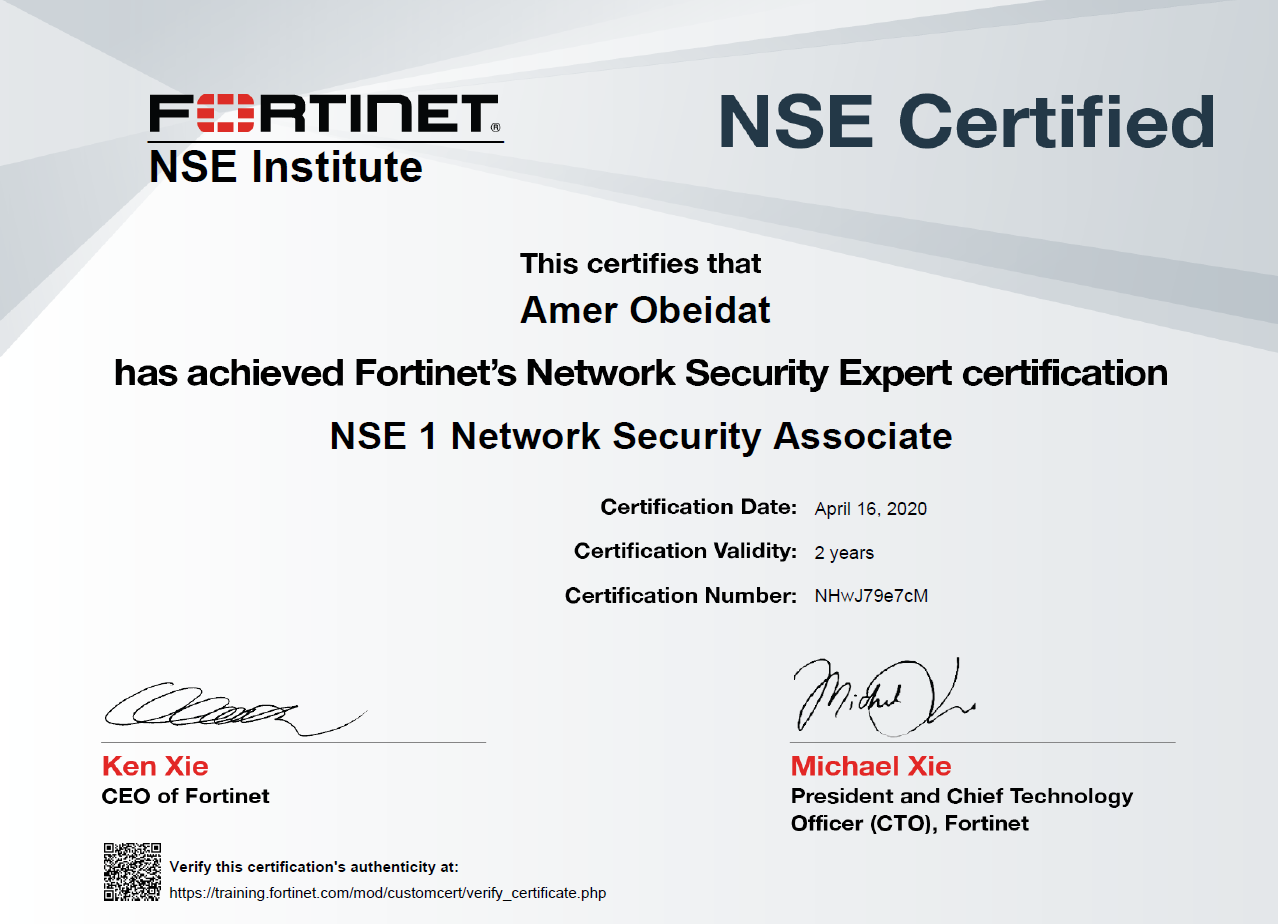 FORTINET®
NSE Institute
NSE Certified
This certifies that
Amer Obeidat
has achieved Fortinet’s Network Security Expert certification
NSE 1 Network Security Associate
Certification Date: April 16, 2020
Certification Validity: 2 years
Certification Number: NHwJ79e7cM
Ken Xie
CEO of Fortinet
Michael Xie
President and Chief Technology
Officer (CTO), Fortinet
Verify this certification's authenticity at:
https://training.fortinet.com/mod/customcert/verify_certificate.php